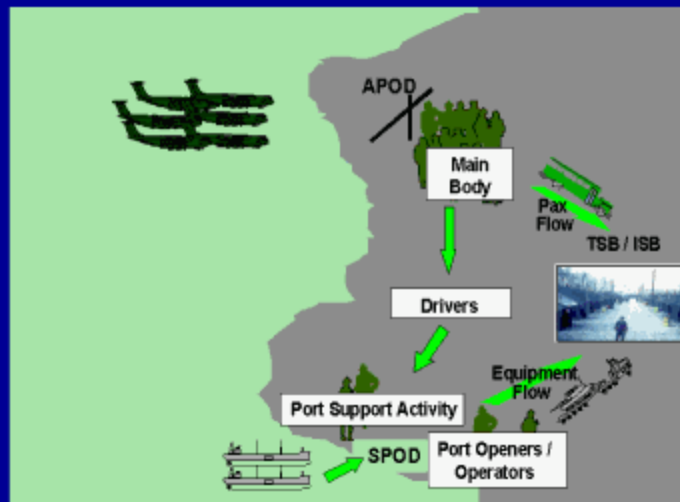 APOD
Main
Body
Pax
Flow
TSB / ISB
Drivers
Equipment
Flow
Port Support Activity
SPOD
Port Openers /
Operators